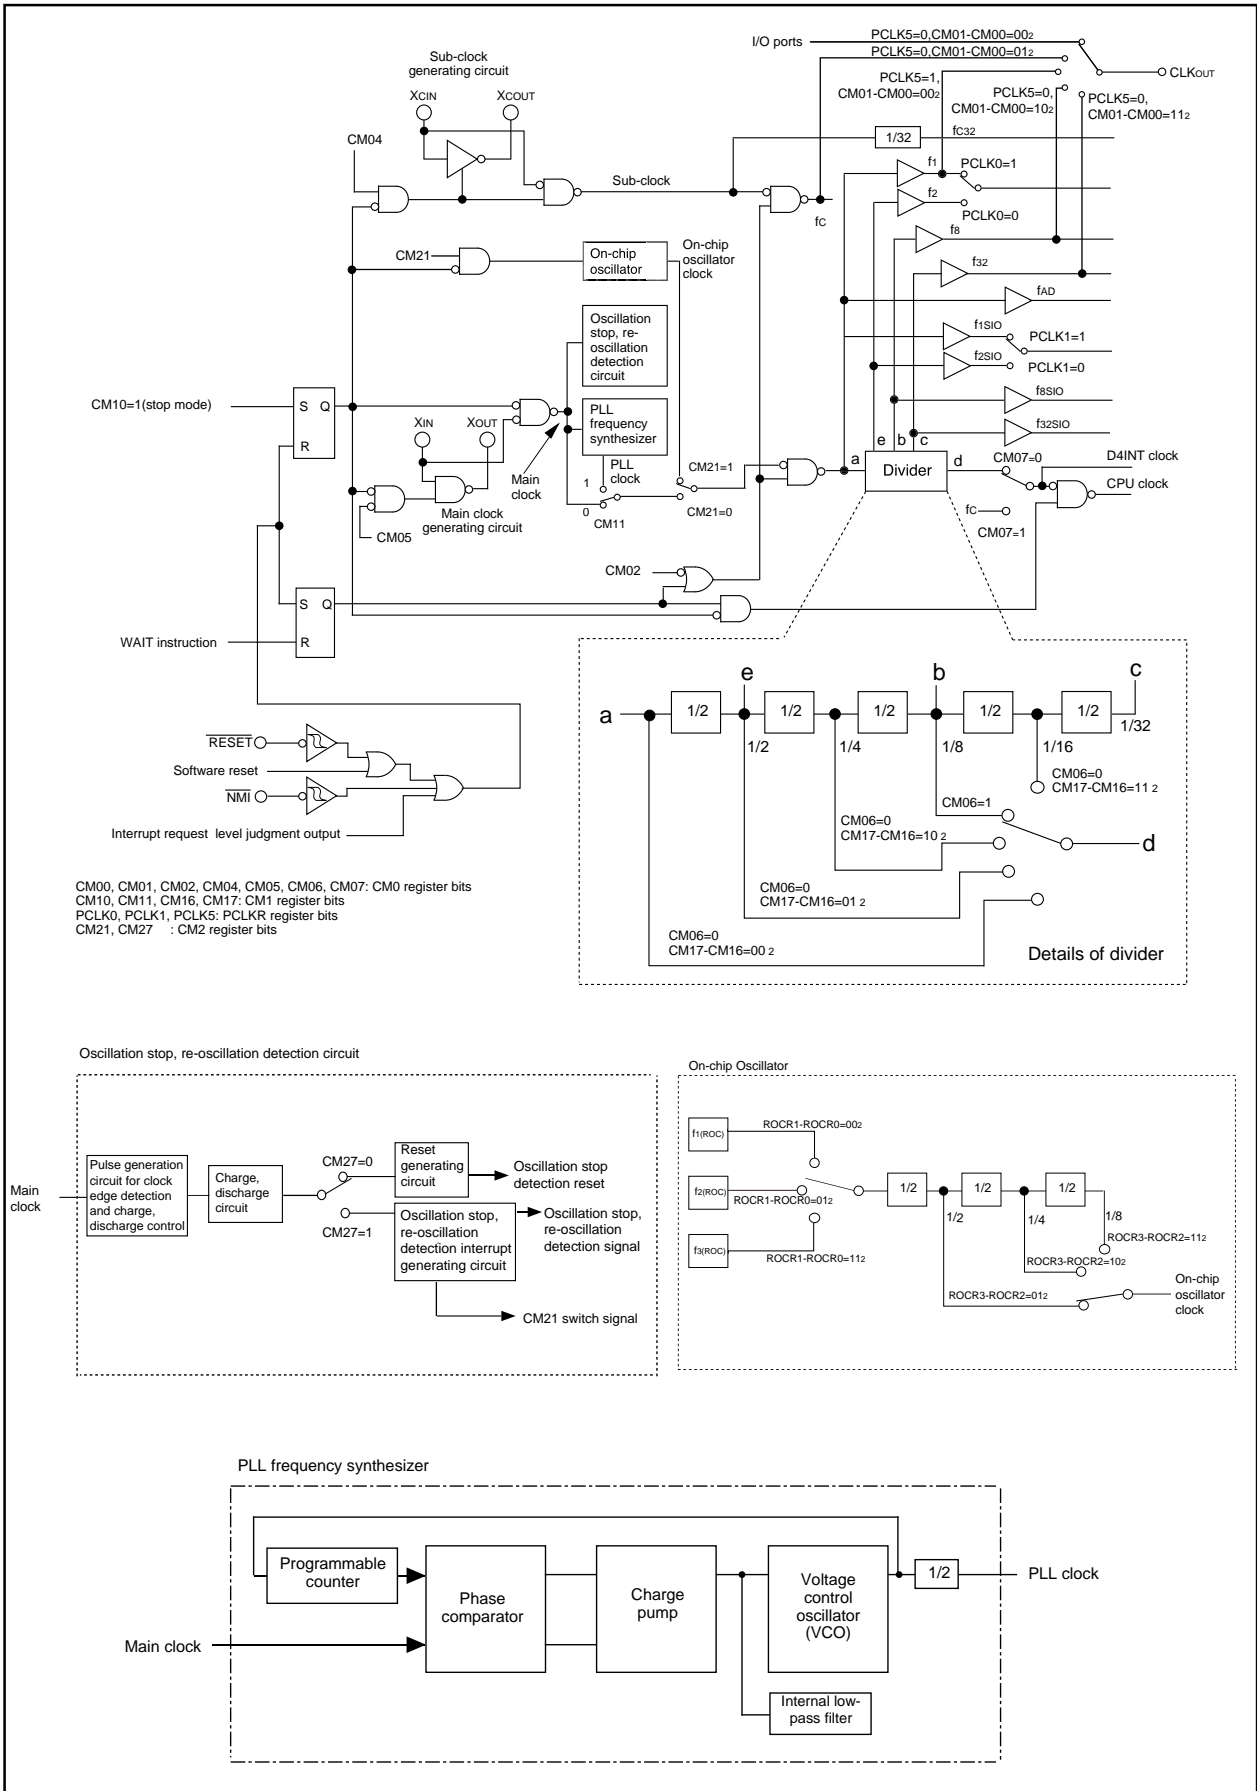 I/O ports
PCLK5=0,CM01-CM00=002
PCLK5=0,CM01-CM00=012
CLKOUT
Sub-clock
generating circuit
XCIN
XCOUT
PCLK5=1,
CM01-CM00=002
PCLK5=0,
CM01-CM00=102
PCLK5=0,
CM01-CM00=112
CM04
1/32
fC32
f1
PCLK0=1
Sub-clock
f2
PCLK0=0
fC
f8
CM21
On-chip
oscillator
On-chip
oscillator
clock
f32
fAD
Oscillation
stop, re-
oscillation
detection
circuit
f1SIO
PCLK1=1
f2SIO
PCLK1=0
CM10=1(stop mode)
S
Q
R
f8SIO
XIN
XOUT
PLL
frequency
synthesizer
f32SIO
Main
clock
PLL
clock
e
b
c
a
Divider
d
CM07=0
D4INT clock
CPU clock
CM21=1
1
0
CM11
CM21=0
fC
CM07=1
Main clock
generating circuit
CM05
CM02
S
Q
R
WAIT instruction
e
b
c
a
1/2
1/2
1/2
1/2
1/2
1/2
1/4
1/8
1/16
1/32
CM06=0
CM17-CM16=11 2
CM06=1
CM06=0
CM17-CM16=10 2
d
CM06=0
CM17-CM16=01 2
CM06=0
CM17-CM16=00 2
Details of divider
RESET
Software reset
NMI
Interrupt request level judgment output
CM00, CM01, CM02, CM04, CM05, CM06, CM07: CM0 register bits
CM10, CM11, CM16, CM17: CM1 register bits
PCLK0, PCLK1, PCLK5: PCLKR register bits
CM21, CM27 : CM2 register bits
Oscillation stop, re-oscillation detection circuit
Main
clock
Pulse generation
circuit for clock
edge detection
and charge,
discharge control
Charge,
discharge
circuit
CM27=0
CM27=1
Reset
generating
circuit
Oscillation stop
detection reset
Oscillation stop,
re-oscillation
detection interrupt
generating circuit
Oscillation stop,
re-oscillation
detection signal
CM21 switch signal
On-chip Oscillator
f1(ROC)
ROCR1-ROCR0=002
f2(ROC)
ROCR1-ROCR0=012
f3(ROC)
ROCR1-ROCR0=112
1/2
1/2
1/2
1/2
1/4
1/8
ROCR3-ROCR2=112
ROCR3-ROCR2=102
ROCR3-ROCR2=012
On-chip
oscillator
clock
PLL frequency synthesizer
Programmable
counter
Phase
comparator
Charge
pump
Voltage
control
oscillator
(VCO)
1/2
PLL clock
Main clock
Internal low-
pass filter